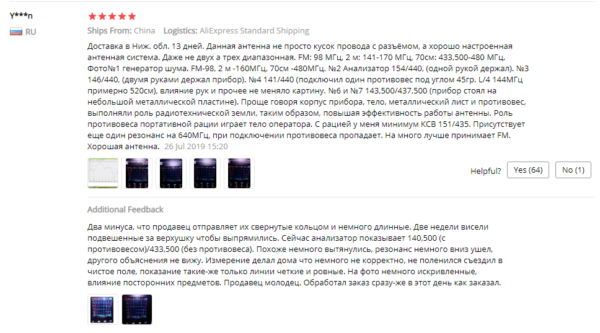 Y***n
RU
Ships From: China Logistics: AliExpress Standard Shipping
Доставка в Ниж. обл. 13 дней. Данная антенна не просто кусок провода с разъёмом, а хорошо настроенная
антенная система. Даже не двух а трех диапазонная. FM: 98 МГЦ, 2 м: 141-170 МГц, 70см: 433,500-480 МГц.
Фото№1 генератор шума. FM-98, 2 м -160МГц, 70см -480МГц. №2 Анализатор 154/440, (одной рукой держал). №3
146/440, (двумя руками держал прибор). №4 141/440 (подключил один противовес под углом 45гр. L/4 144МГц
примерно 520см), влияние рук и прочее не меняло картину. №6 и №7 143,500/437,500 (прибор стоял на
небольшой металлической пластине). Проще говоря корпус прибора, тело, металлический лист и противовес,
выполняли роль радиотехнической земли, таким образом, повышая эффективность работы антенны. Роль
противовеса портативной рации играет тело оператора. С рацией у меня минимум КСВ 151/435. Присутствует
еще один резонанс на 640МГц, при подключении противовеса пропадает. На много лучше принимает FM.
Хорошая антенна. 26 Jul 2019 15:20
Helpful? Yes (64) No (1)
Additional Feedback
Два минуса. что продавец отправляет их свернутые кольцом и немного длинные. Две недели висели
подвешенные за верхушку чтобы выпрямились. Сейчас анализатор показывает 140,500 (с
противовесом)/433,500 (без противовеса). Похоже немного вытянулись, резонанс немного вниз ушел,
другого объяснения не вижу. Измерение делал дома что немного не корректно, не поленился съездил в
чистое поле, показание такие-же только линии четкие и ровные. На фото немного искривленные,
влияние посторонних предметов. Продавец молодец. Обработал заказ сразу-же в этот день как заказал.